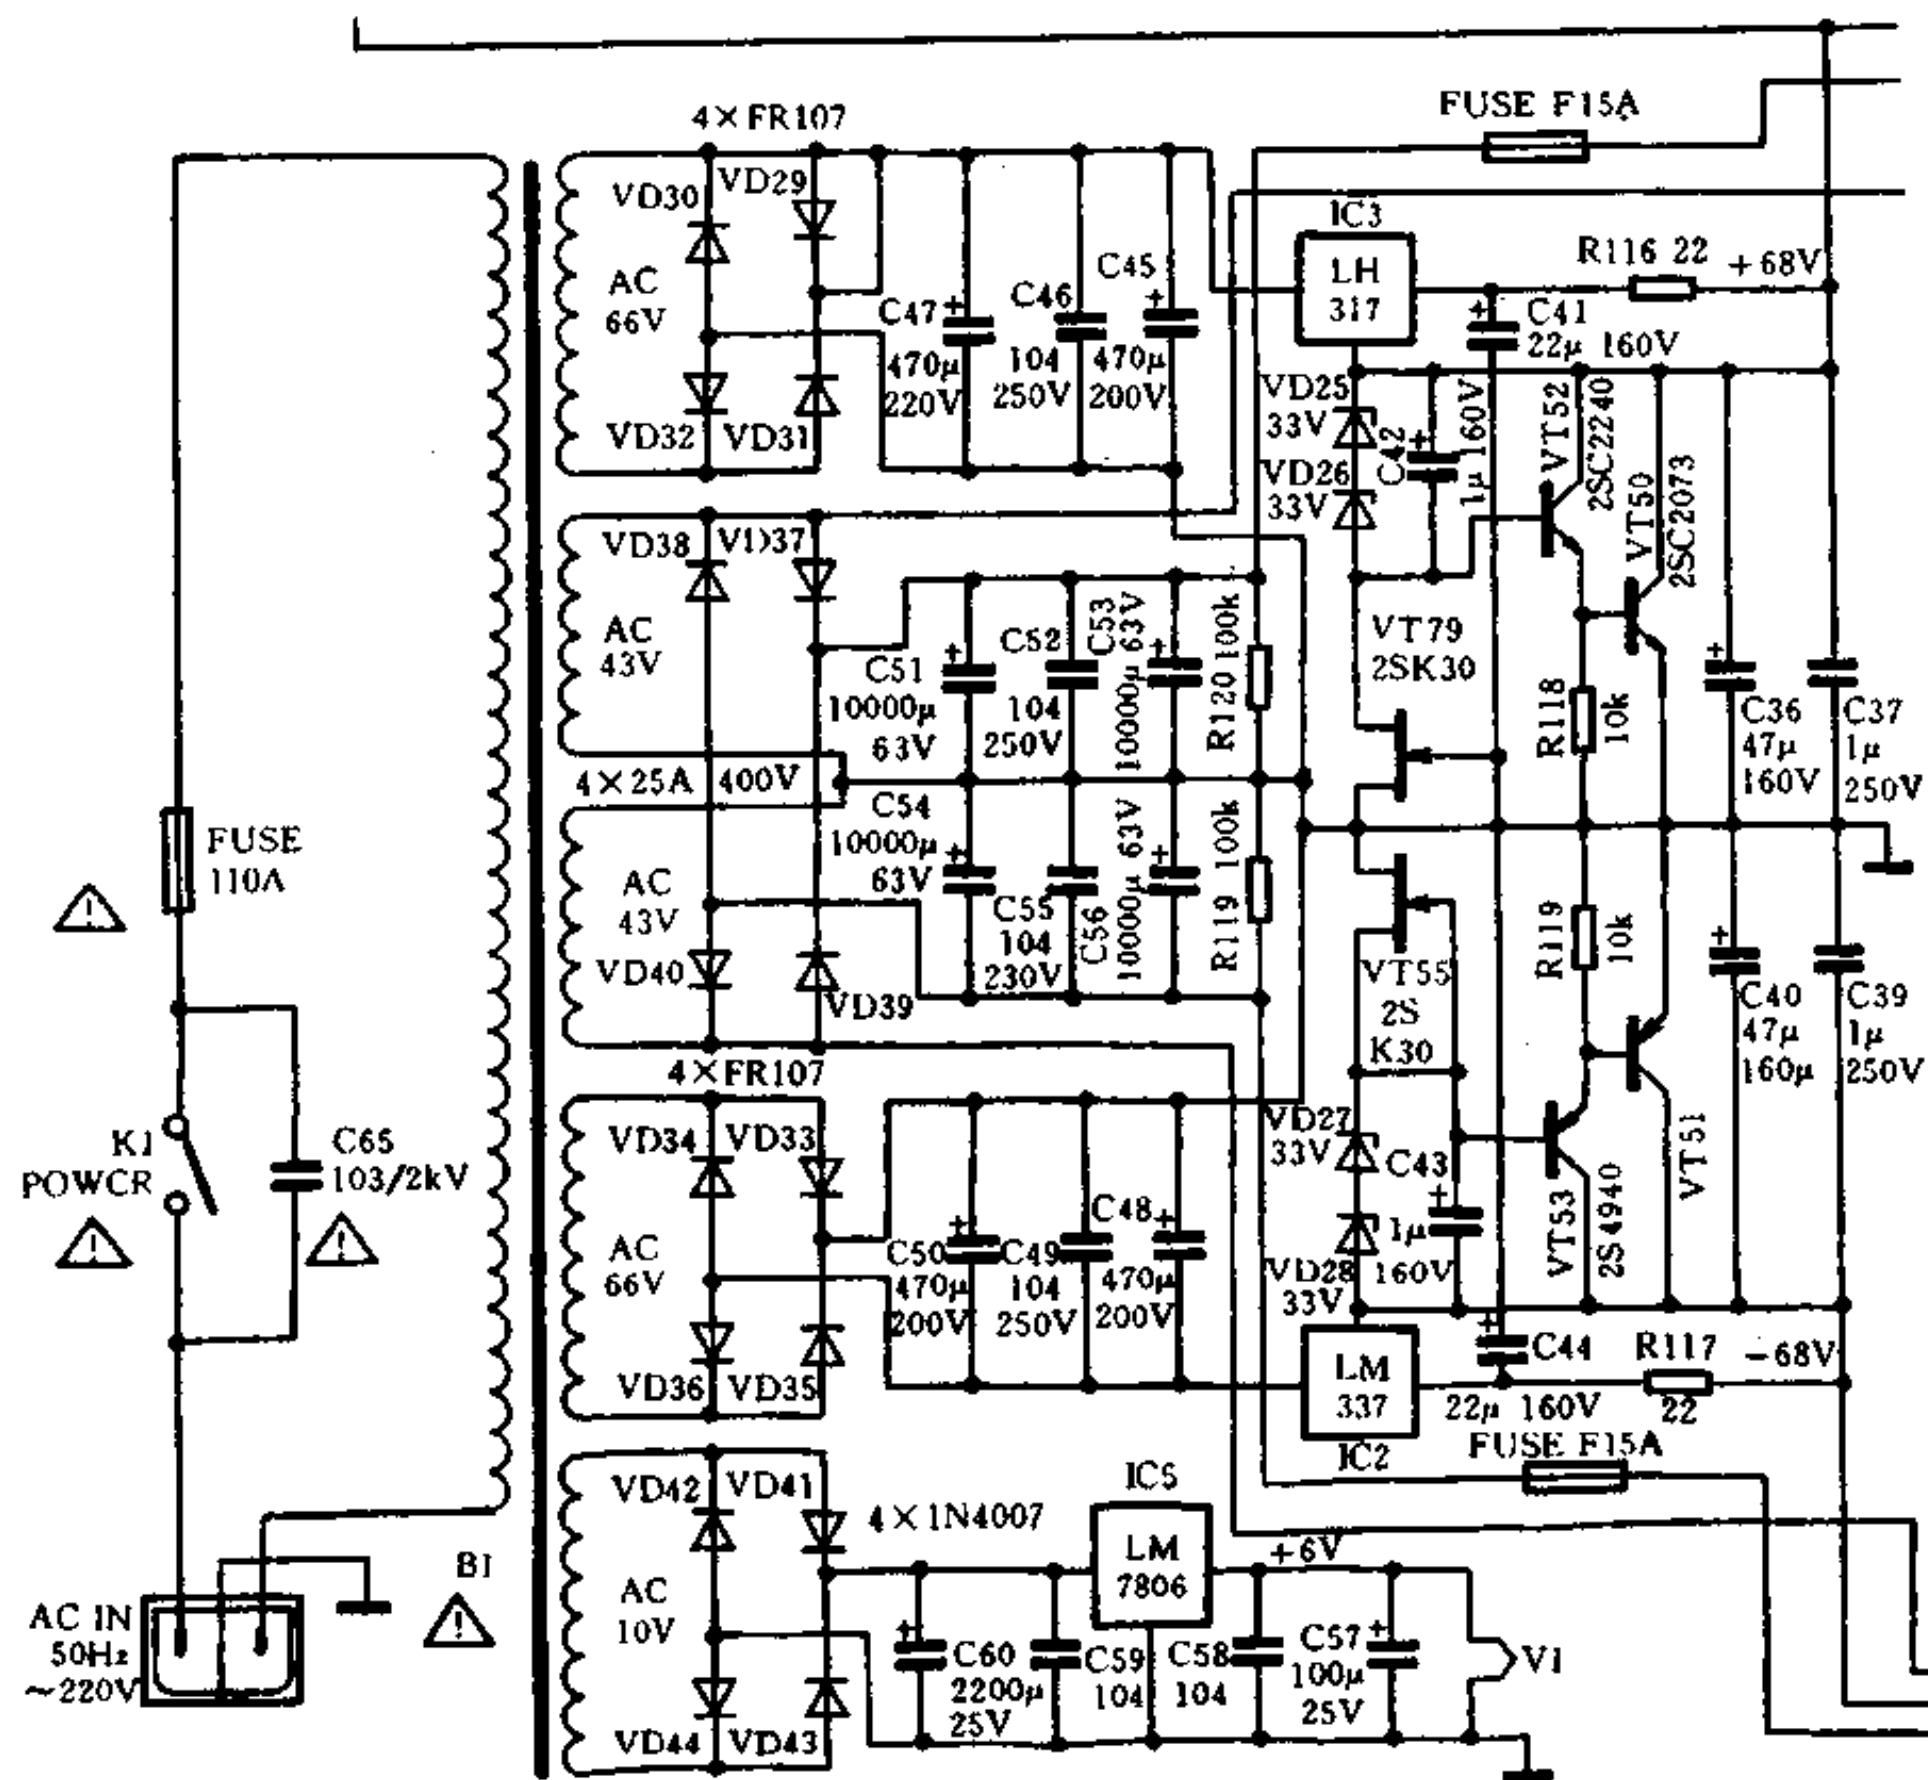 4×FR107
FUSE F15A
VD30
VD29
AC
66V
VD32
VD31
C47
+
470μ
220V
C46
104
250V
C45
+
470μ
200V
IC3
LH
317
R116 22
+68V
+
C41
22μ 160V
VD25
33V
VD26
33V
C42
+
1μ 160V
VT52
2SC2240
VT50
2SC2073
VD38
VD37
AC
43V
4×25A 400V
C51
+
10000μ
63V
C52
104
250V
C53
10000μ 63V
+
R120 100k
VT79
2SK30
R118
10k
+
C36
47μ
160V
C37
1μ
250V
FUSE
110A
AC
43V
VD40
VD39
C54
10000μ
+
63V
C55
104
230V
C56
10000μ 63V
+
R119 100k
VT55
2S
K30
R119
10k
+
C40
47μ
160μ
C39
1μ
250V
4×FR107
K1
POWCR
C65
103/2kV
VD34
VD33
AC
66V
VD36
VD35
C50
+
470μ
200V
C49
104
250V
C48
+
470μ
200V
VD27
33V
C43
+
1μ
160V
VD28
33V
VT53
2S4940
VT51
LM
337
IC2
+
C44
22μ 160V
R117
22
-68V
FUSE F15A
VD42
VD41
4×1N4007
AC
10V
VD44
VD43
IC5
LM
7806
+6V
+
C60
2200μ
25V
C59
104
C58
104
C57
+
100μ
25V
V1
B1
AC IN
50Hz
~220V
!
!
!
!